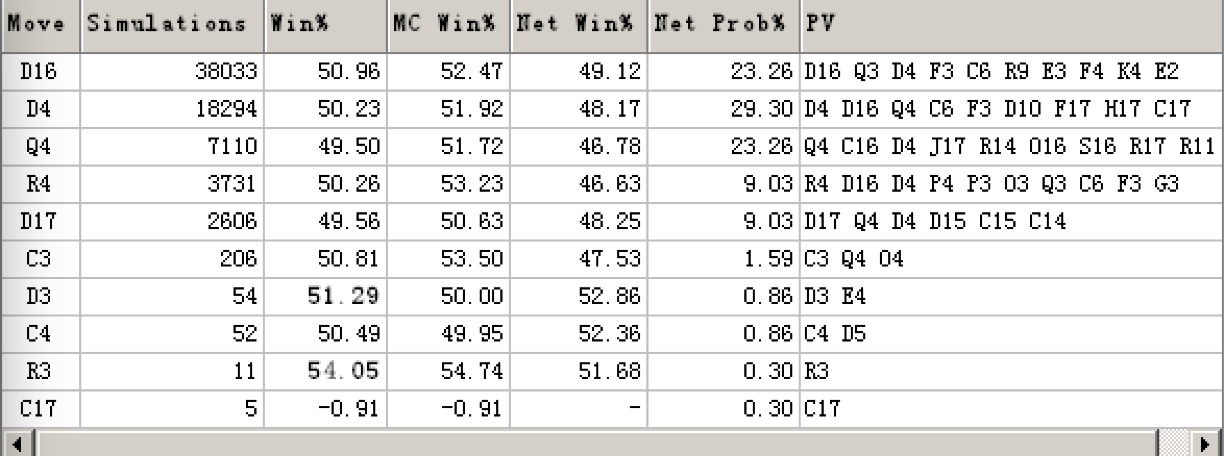 Move Simulations Win% MC Win% Net Win% Net Prob% PV
D16 38033 50.96 52.47 49.12 23.26 D16 Q3 D4 F3 C6 R9 E3 F4 K4 E2
D4 18294 50.23 51.92 48.17 29.30 D4 D16 Q4 C6 F3 D10 F17 H17 C17
Q4 7110 49.50 51.72 46.78 23.26 Q4 C16 D4 J17 R14 O16 S16 R17 R11
R4 3731 50.26 53.23 46.63 9.03 R4 D16 D4 P4 P3 O3 Q3 C6 F3 G3
D17 2606 49.56 50.63 48.25 9.03 D17 Q4 D4 D15 C15 C14
C3 206 50.81 53.50 47.53 1.59 C3 Q4 O4
D3 54 51.29 50.00 52.86 0.86 D3 E4
C4 52 50.49 49.95 52.36 0.86 C4 D5
R3 11 54.05 54.74 51.68 0.30 R3
C17 5 -0.91 -0.91 - 0.30 C17